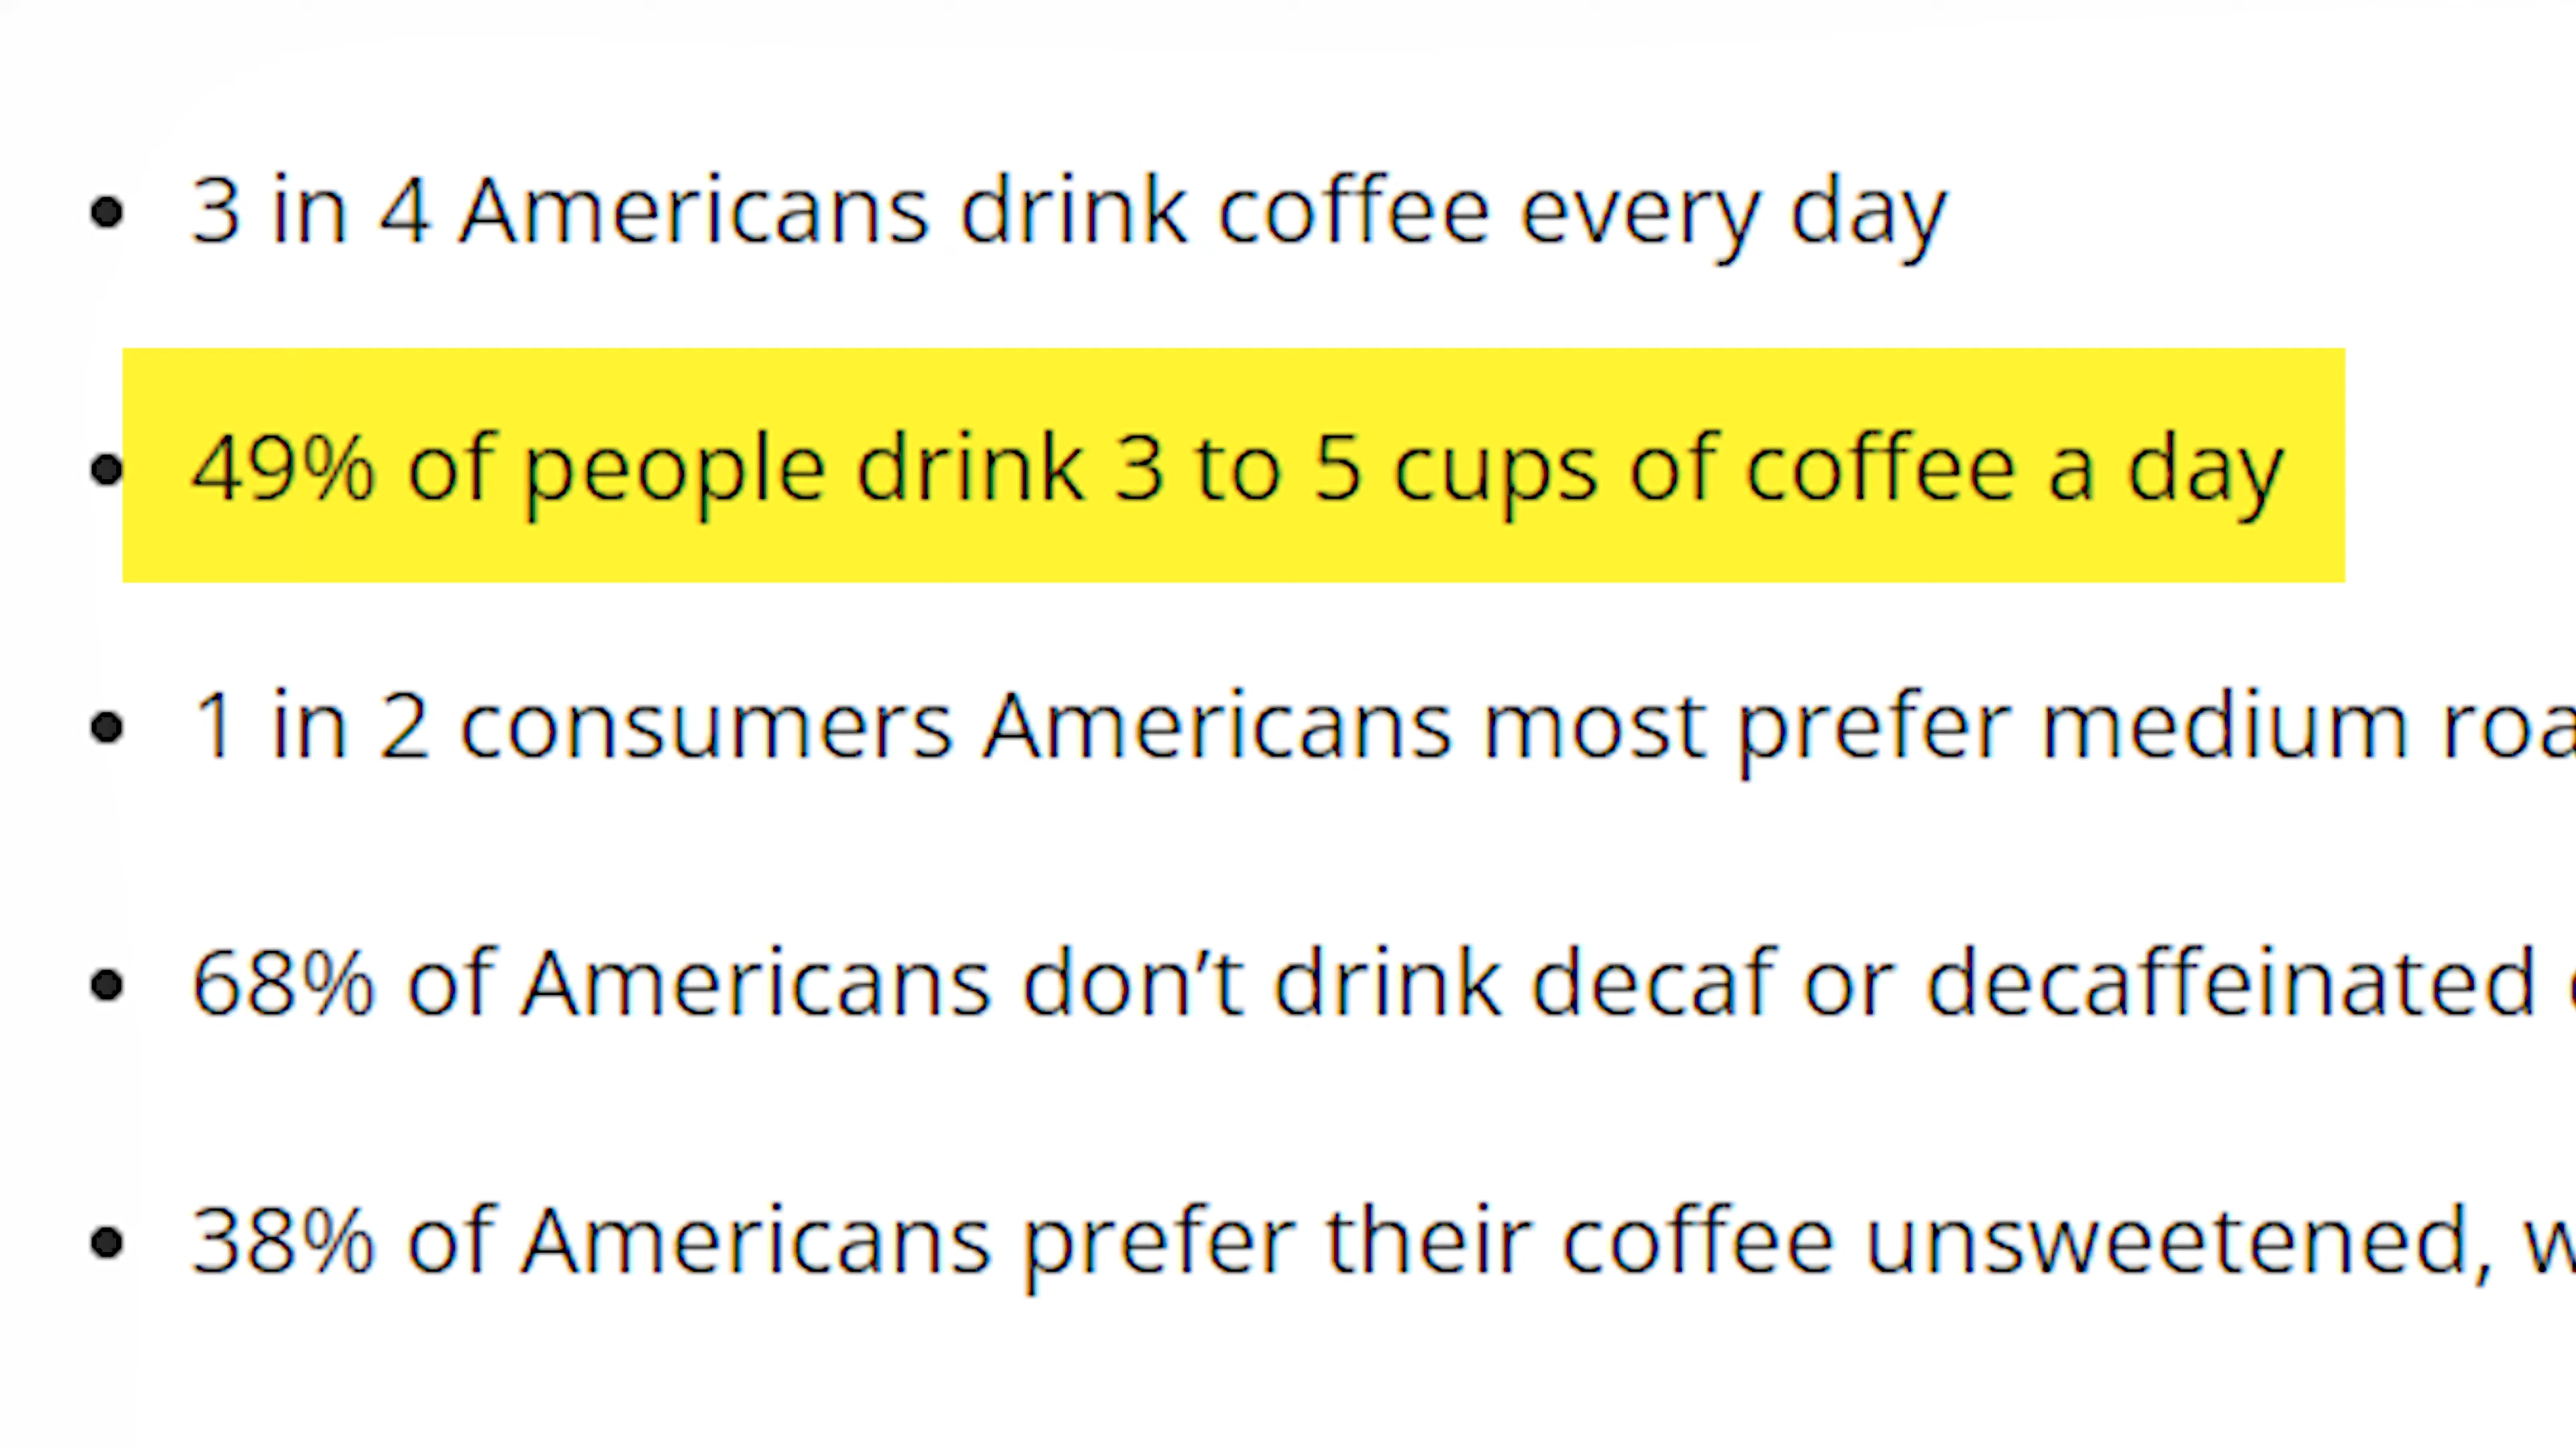 • 3 in 4 Americans drink coffee every day
• 49% of people drink 3 to 5 cups of coffee a day
• 1 in 2 consumers Americans most prefer medium
• 68% of Americans don’t drink decaf or decaffeinated
• 38% of Americans prefer their coffee unsweetened,